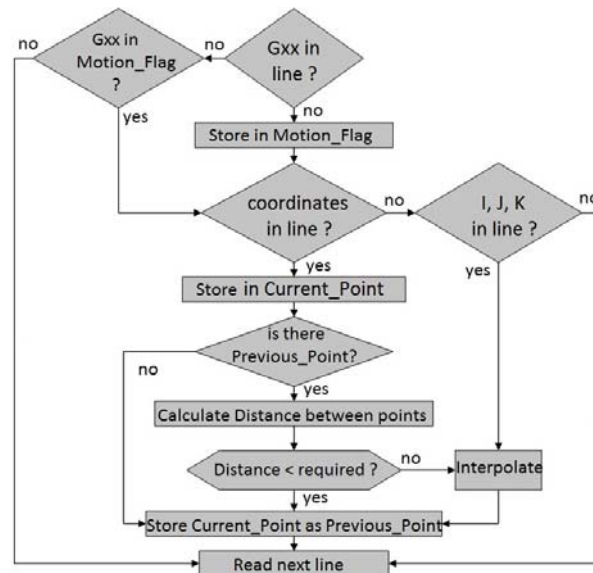 no
Gxx in
Motion_Flag
?
no
Gxx in
line ?
yes
no
Store in Motion_Flag
coordinates
in line ?
no
I, J, K
in line ?
no
yes
yes
Store in Current_Point
is there
Previous_Point?
no
yes
Calculate Distance between points
Distance < required ?
no
Interpolate
yes
Store Current_Point as Previous_Point
Read next line